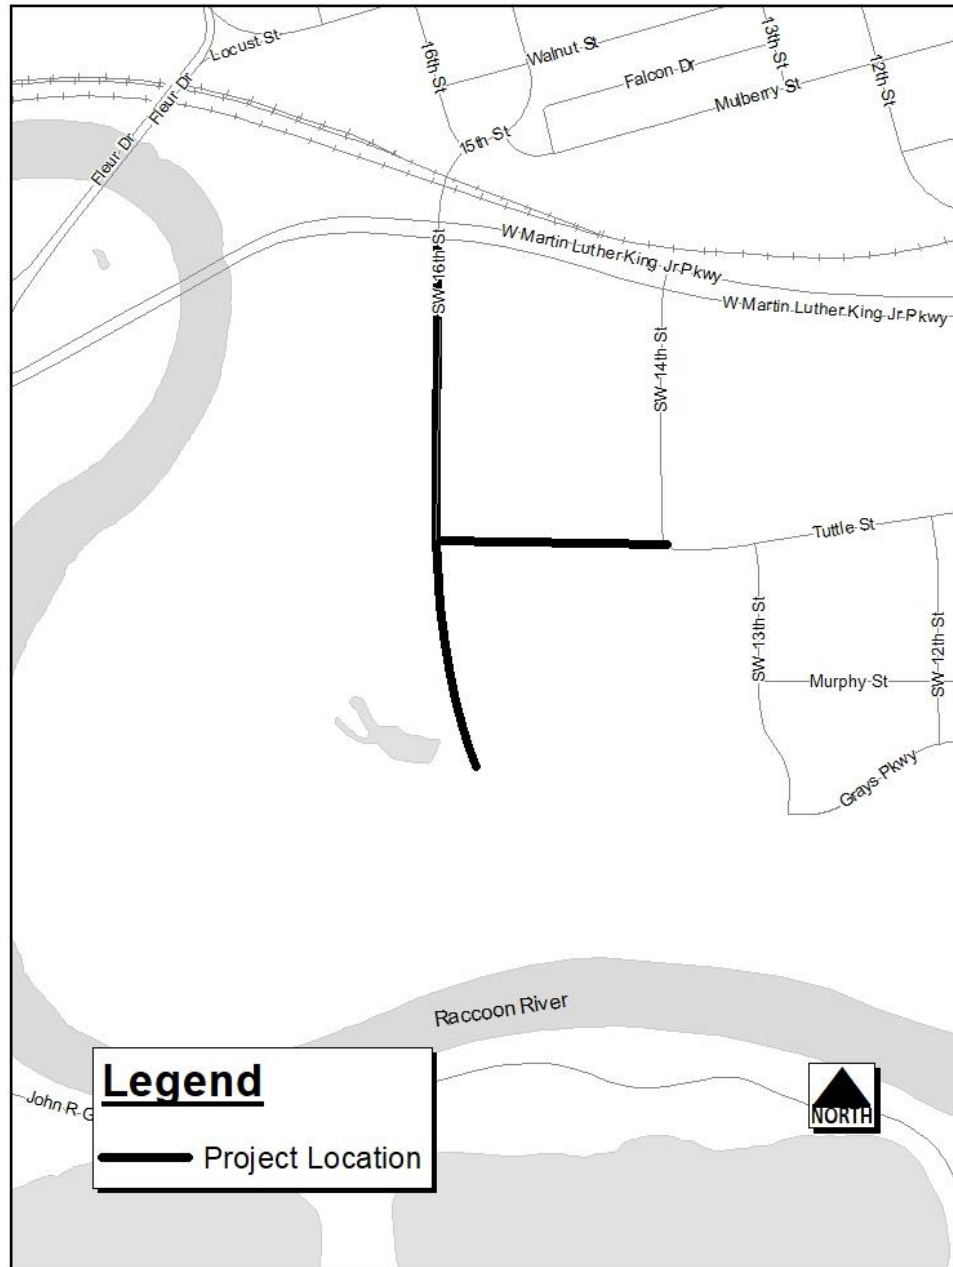 Locust St
16th St
Walnut St
13th St
Falcon Dr
12th St
Mulberry St
Fleur Dr
Fleur Dr
15th St
SW 16th St
W Martin Luther King Jr Pkwy
W Martin Luther King Jr Pkwy
SW 14th St
Tuttle St
SW 13th St
SW 12th St
Murphy St
Grays Pkwy
Raccoon River
Legend
John R G
Project Location
NORTH